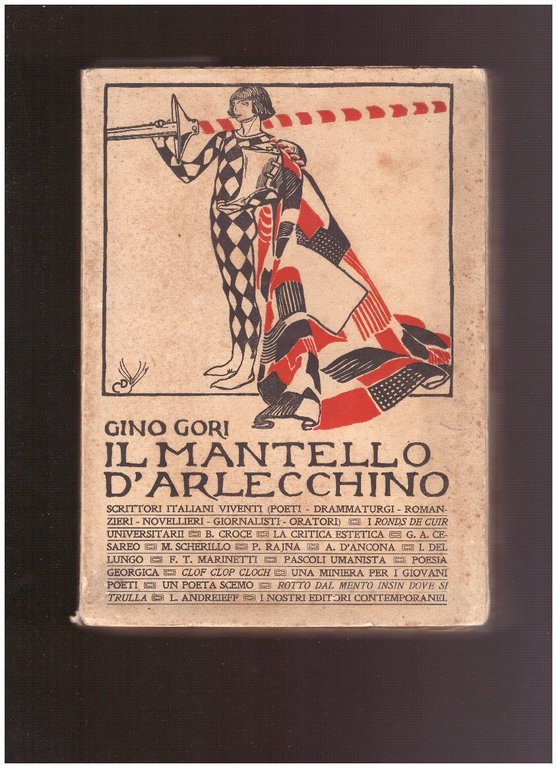 CD
GINO GORI
IL MANTELLO
D'ARLECCHINO
SCRITTORI ITALIANI VIVENTI (POETI - DRAMMATURGI - ROMAN-
ZIERI - NOVELLIERI - GIORNALISTI - ORATORI) I RONDS DE CUIR
UNIVERSITARII B. CROCE LA CRITICA ESTETICA G. A. CE-
SAREO M. SCHERILLO P. RAJNA A. D'ANCONA I. DEL
LUNGO F. T. MARINETTI PASCOLI UMANISTA POESIA
GEORGICA CLOF CLOP CLOCH UNA MINIERA PER I GIOVANI
POETI UN POETA SCEMO ROTTO DAL MENTO INSIN DOVE SI
TRULLA L. ANDREIEFF I NOSTRI EDITORI CONTEMPORANEI.